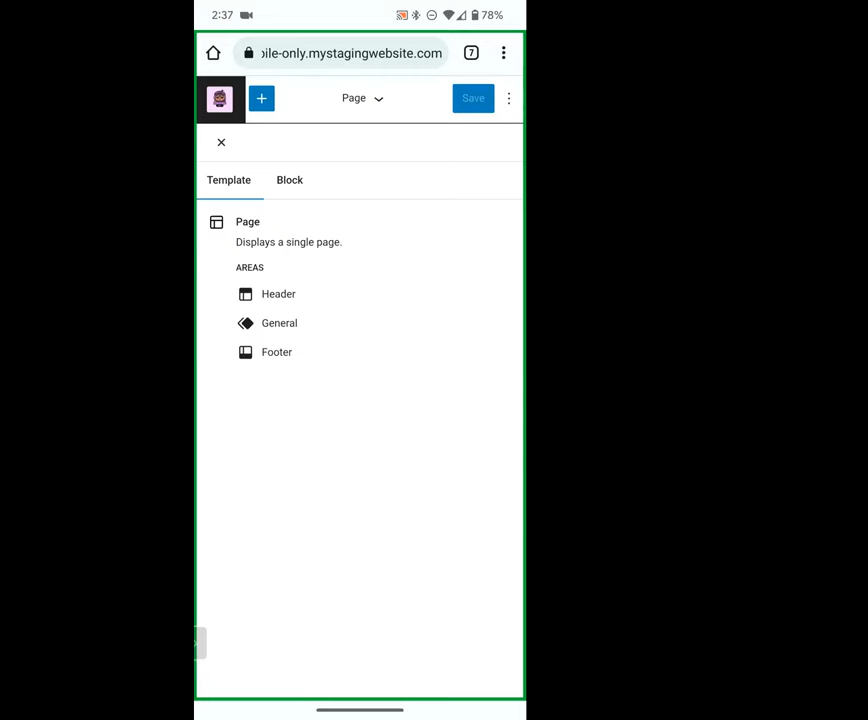 2:37
78%
ile-only.mystagingwebsite.com
7
Page
Save
Template
Block
Page
Displays a single page.
AREAS
Header
General
Footer